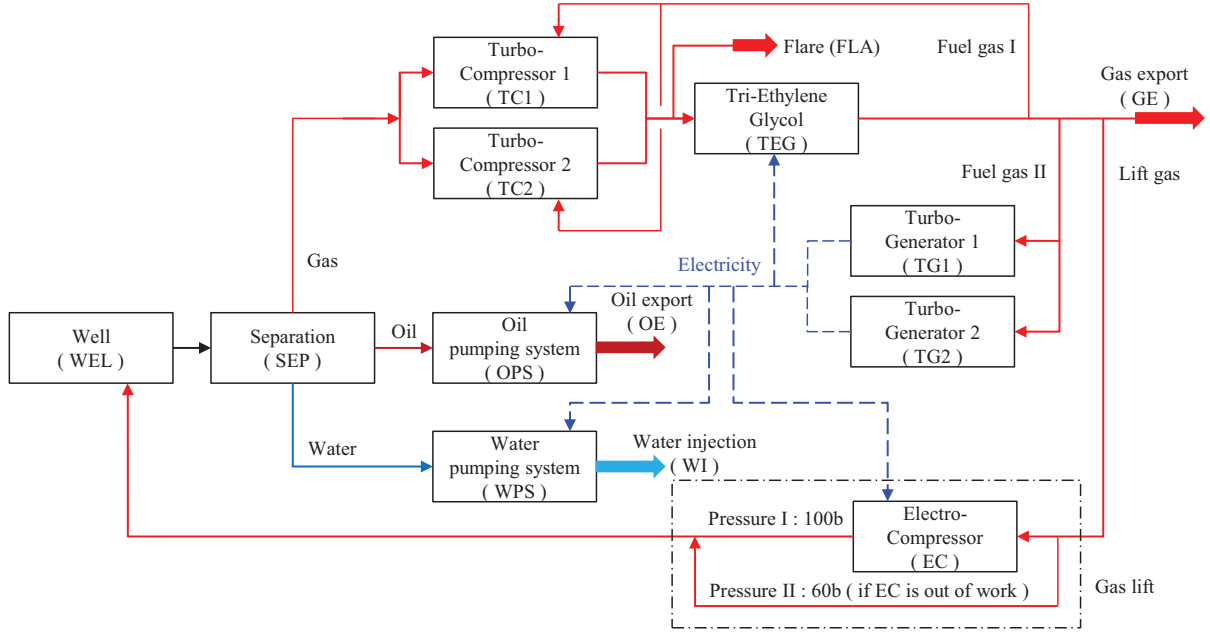 Turbo-
Compressor 1
( TC1 )
Flare (FLA)
Fuel gas I
Gas export
( GE )
Tri-Ethylene
Glycol
( TEG )
Turbo-
Compressor 2
( TC2 )
Fuel gas II
Lift gas
Turbo-
Generator 1
( TG1 )
Gas
Electricity
Oil export
( OE )
Turbo-
Generator 2
( TG2 )
Well
( WEL )
Separation
( SEP )
Oil
Oil
pumping system
( OPS )
Water
Water
pumping system
( WPS )
Water injection
( WI )
Pressure I : 100b
Electro-
Compressor
( EC )
Pressure II : 60b ( if EC is out of work )
Gas lift